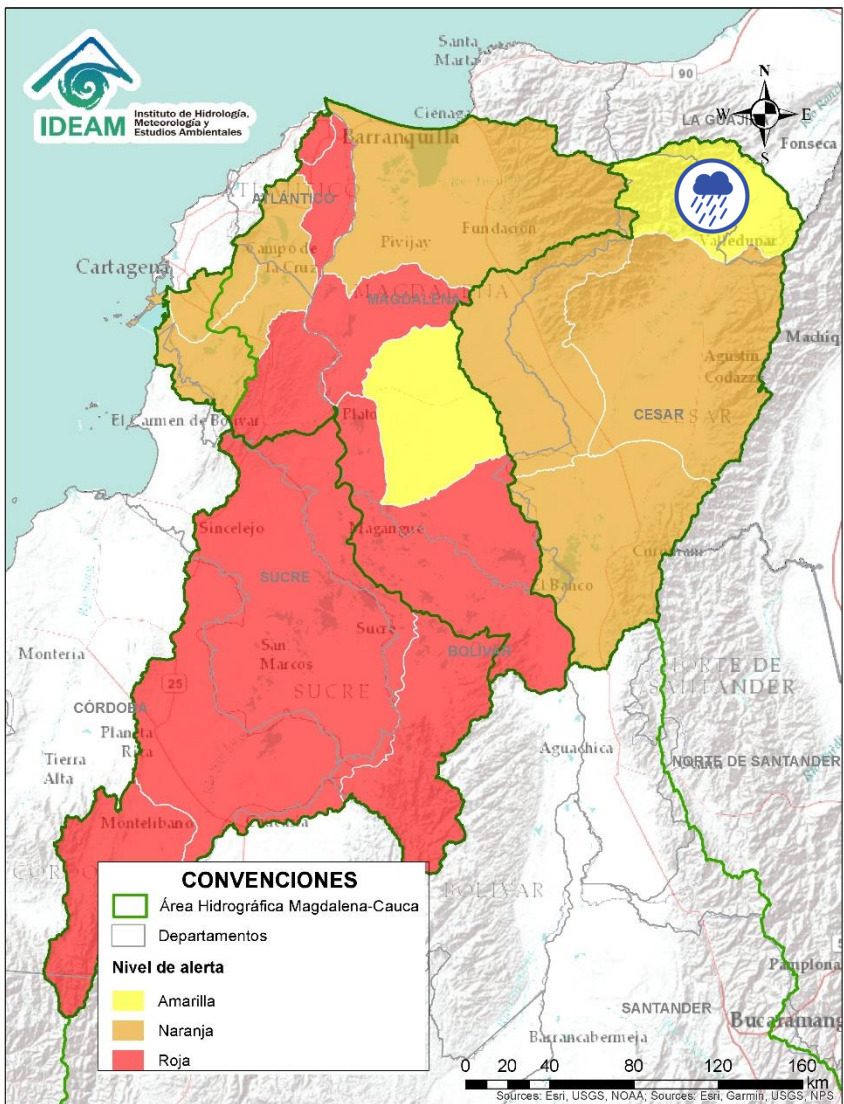 IDEAM
Instituto de Hidrología,
Meteorología y
Estudios Ambientales
Santa
Marta
90
N
W
E
S
Ciénaga
LA GUAJIRA
Fonseca
Barranquilla
ATLÁNTICO
Valledupar
Fundación
Pivijay
Campo de
la Cruz
Cartagena
MAGDALENA
MAGDALENA
Machiq
Agustín
Codazzi
CESAR
CESAR
El Carmen de Bolívar
Plato
Sincelejo
Magangué
Curumaní
SUCRE
El Banco
Sucre
San
Marcos
BOLÍVAR
Montería
SUCRE
NORTE DE
SANTANDER
25
CÓRDOBA
Planeta
Rica
Aguachica
Tierra
Alta
NORTE DE SANTANDER
Montelíbano
Caucasia
BOLÍVAR
CONVENCIONES
Área Hidrográfica Magdalena-Cauca
Departamentos
Nivel de alerta
Amarilla
Naranja
Roja
Pamplona
SANTANDER
Bucaramang
Barrancabermeja
0 20 40 80 120 160
km
Sources: Esri, USGS, NOAA; Sources: Esri, Garmin, USGS, NPS